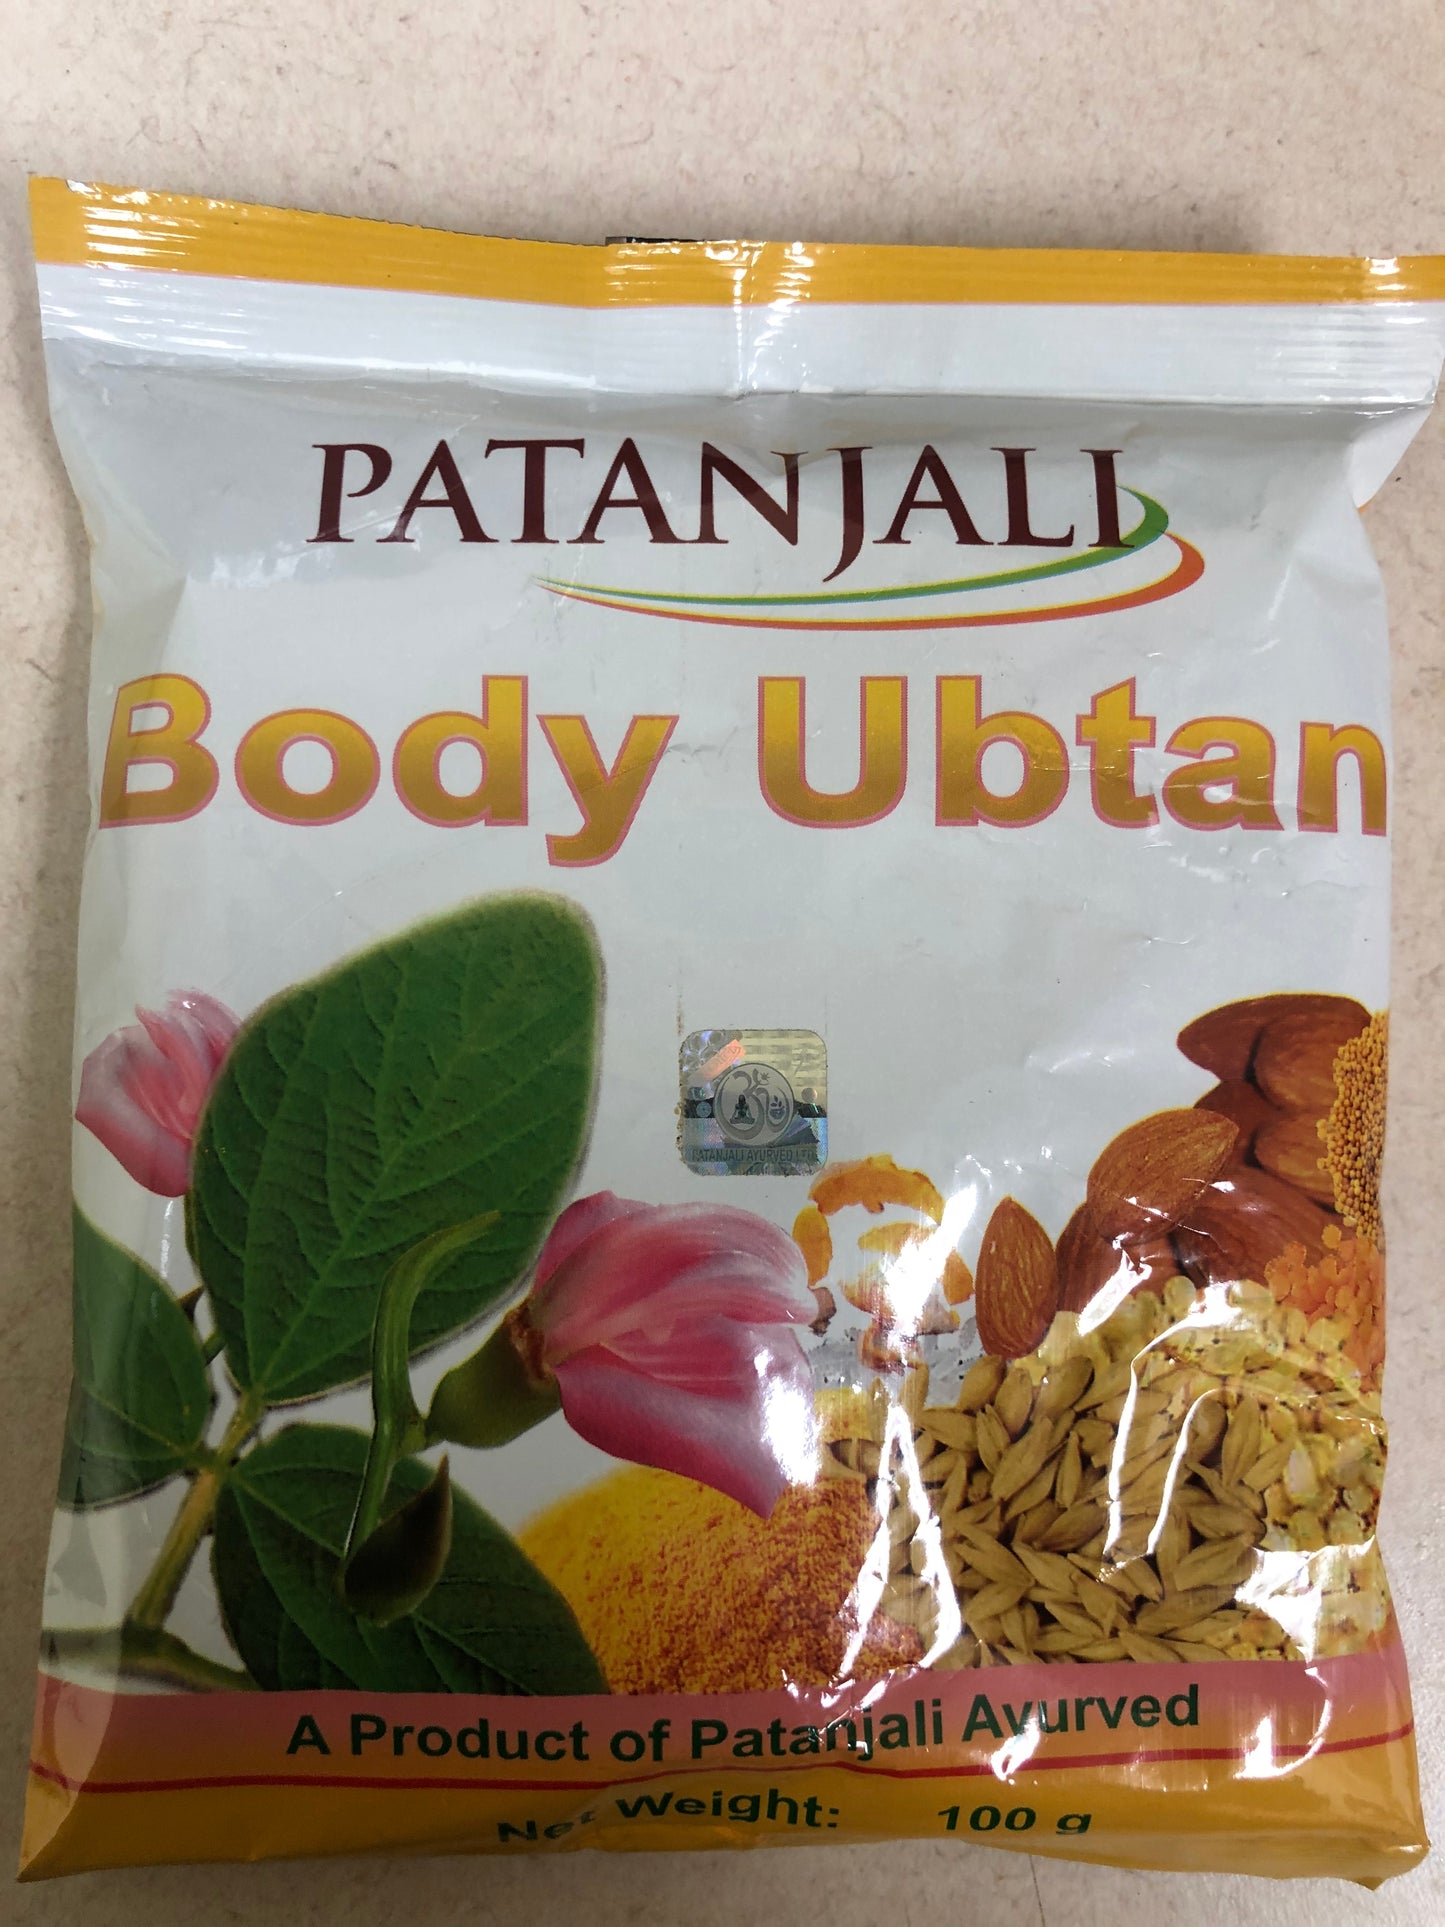 PATANJALI
Body Ubtan
PATANJALI AYURVED LTD.
A Product of Patanjali Ayurved
Net Weight: 100 g